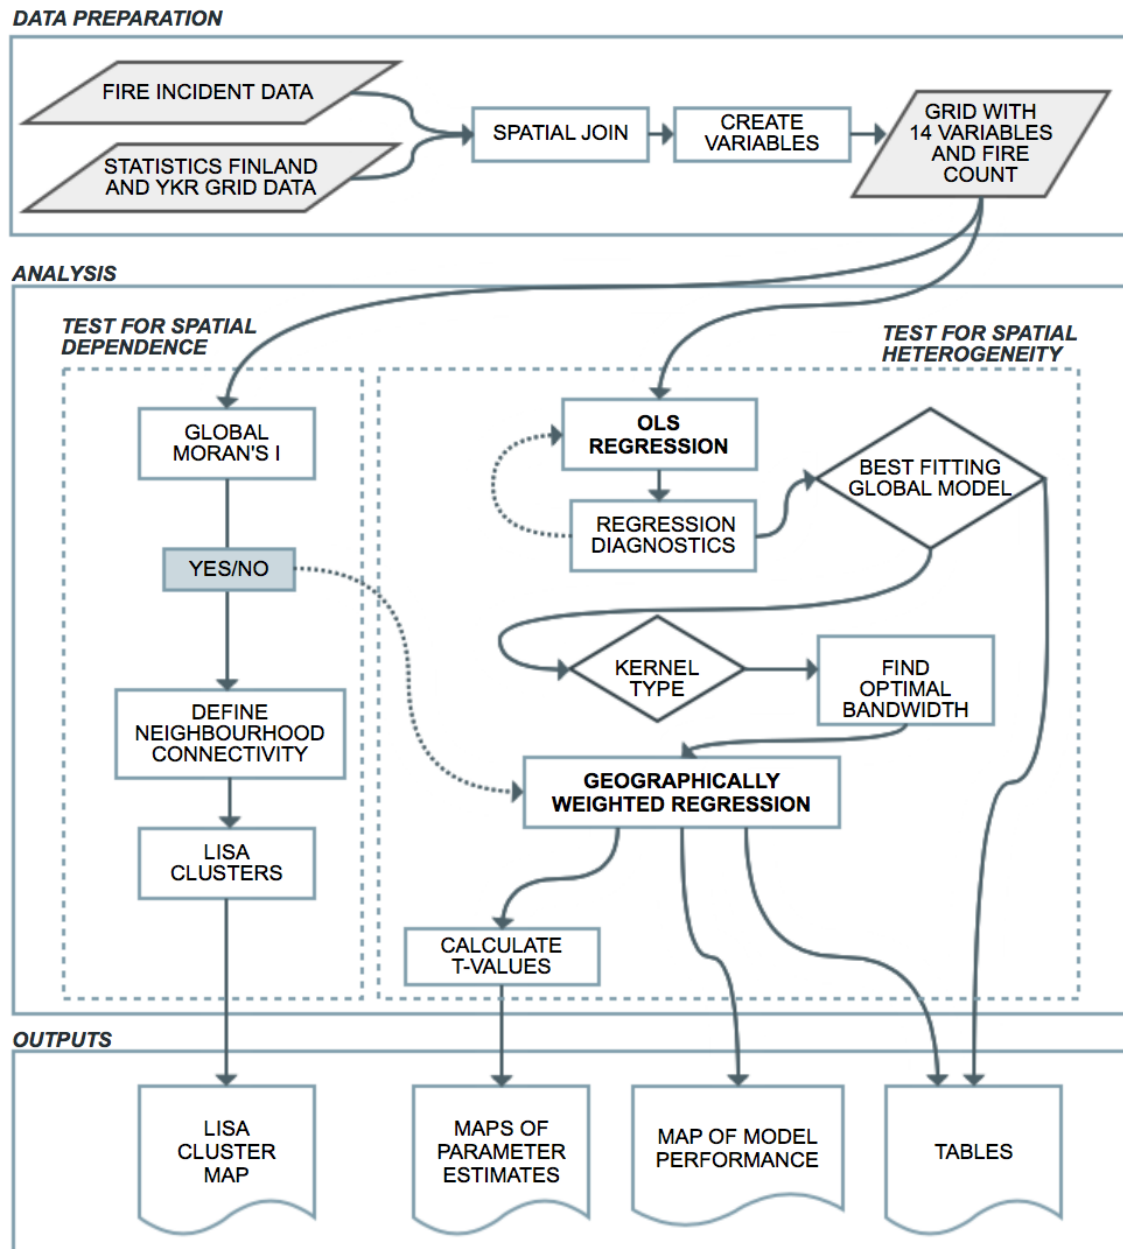 DATA PREPARATION
FIRE INCIDENT DATA
STATISTICS FINLAND
AND YKR GRID DATA
SPATIAL JOIN
CREATE
VARIABLES
GRID WITH
14 VARIABLES
AND FIRE
COUNT
ANALYSIS
TEST FOR SPATIAL
DEPENDENCE
TEST FOR SPATIAL
HETEROGENEITY
GLOBAL
MORAN'S I
YES/NO
DEFINE
NEIGHBOURHOOD
CONNECTIVITY
LISA
CLUSTERS
OLS
REGRESSION
REGRESSION
DIAGNOSTICS
BEST FITTING
GLOBAL MODEL
KERNEL
TYPE
FIND
OPTIMAL
BANDWIDTH
GEOGRAPHICALLY
WEIGHTED REGRESSION
CALCULATE
T-VALUES
OUTPUTS
LISA
CLUSTER
MAP
MAPS OF
PARAMETER
ESTIMATES
MAP OF MODEL
PERFORMANCE
TABLES